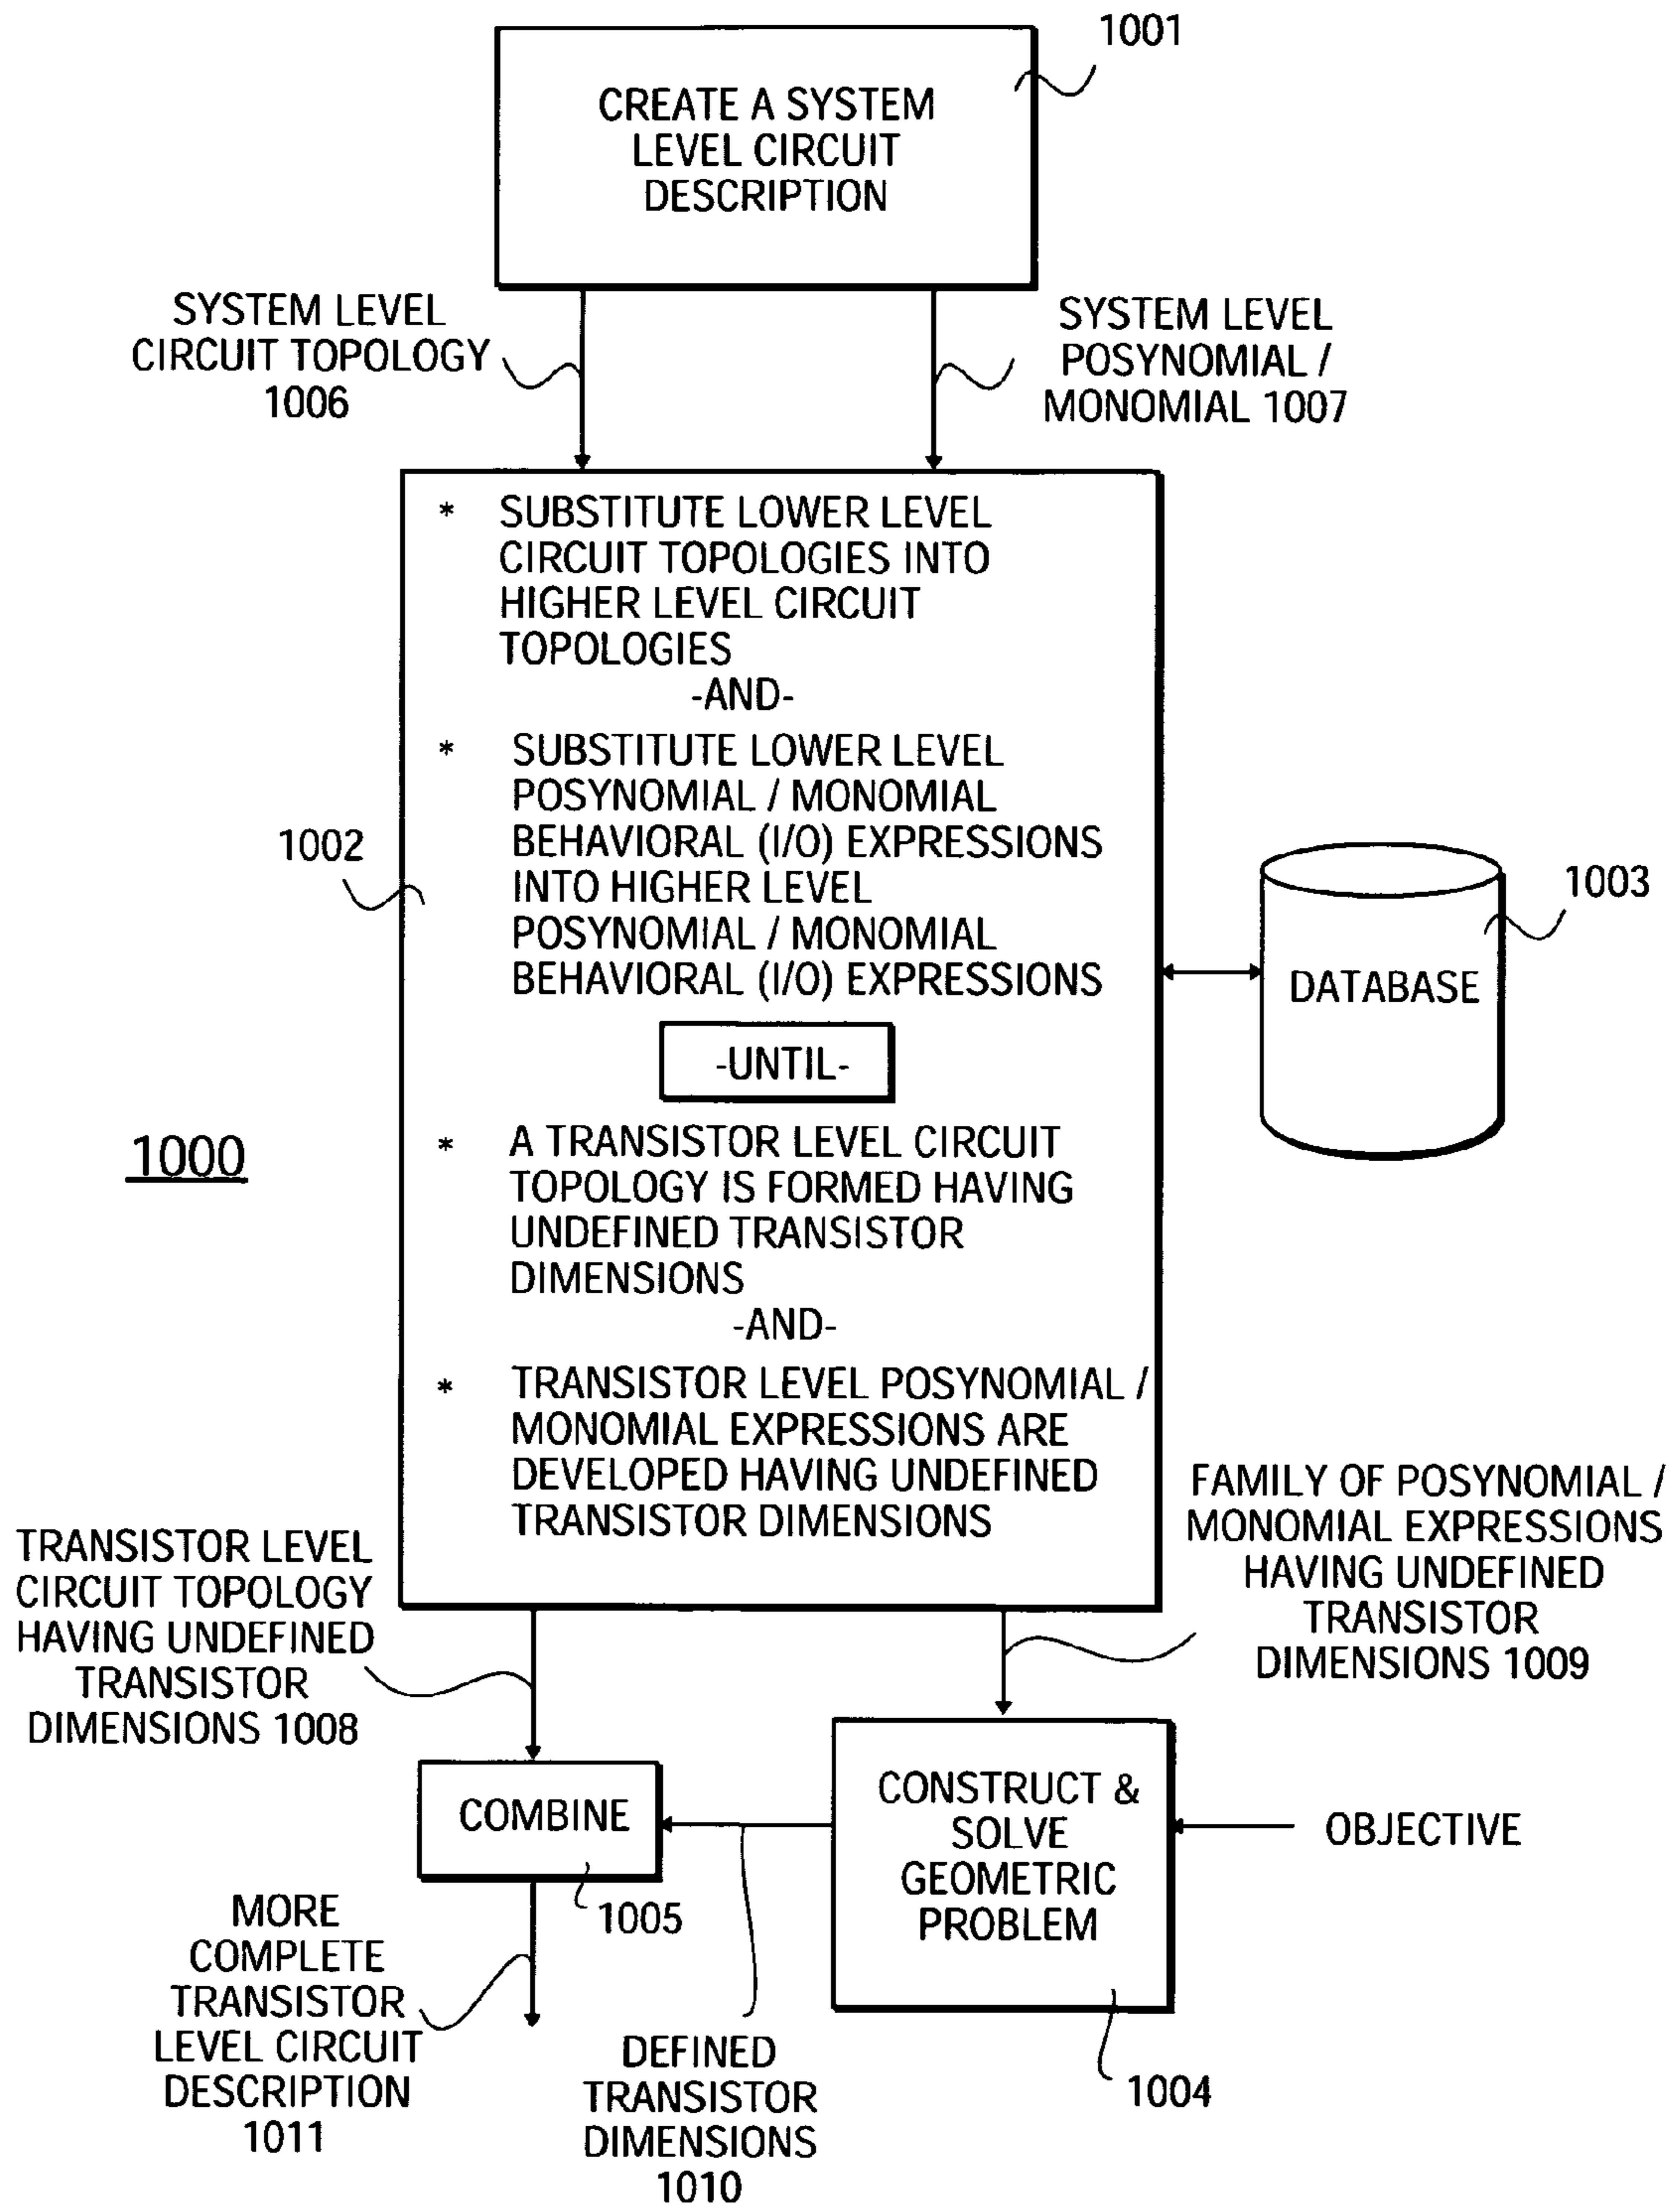 1001
CREATE A SYSTEM
LEVEL CIRCUIT
DESCRIPTION
SYSTEM LEVEL
CIRCUIT TOPOLOGY
1006
SYSTEM LEVEL
POSYNOMIAL /
MONOMIAL 1007
* SUBSTITUTE LOWER LEVEL
CIRCUIT TOPOLOGIES INTO
HIGHER LEVEL CIRCUIT
TOPOLOGIES
-AND-
* SUBSTITUTE LOWER LEVEL
POSYNOMIAL / MONOMIAL
BEHAVIORAL (I/O) EXPRESSIONS
INTO HIGHER LEVEL
POSYNOMIAL / MONOMIAL
BEHAVIORAL (I/O) EXPRESSIONS
1002
1003
DATABASE
-UNTIL-
1000
* A TRANSISTOR LEVEL CIRCUIT
TOPOLOGY IS FORMED HAVING
UNDEFINED TRANSISTOR
DIMENSIONS
-AND-
* TRANSISTOR LEVEL POSYNOMIAL /
MONOMIAL EXPRESSIONS ARE
DEVELOPED HAVING UNDEFINED
TRANSISTOR DIMENSIONS
TRANSISTOR LEVEL
CIRCUIT TOPOLOGY
HAVING UNDEFINED
TRANSISTOR
DIMENSIONS 1008
FAMILY OF POSYNOMIAL /
MONOMIAL EXPRESSIONS
HAVING UNDEFINED
TRANSISTOR
DIMENSIONS 1009
COMBINE
1005
CONSTRUCT &
SOLVE
GEOMETRIC
PROBLEM
OBJECTIVE
1004
MORE
COMPLETE
TRANSISTOR
LEVEL CIRCUIT
DESCRIPTION
1011
DEFINED
TRANSISTOR
DIMENSIONS
1010